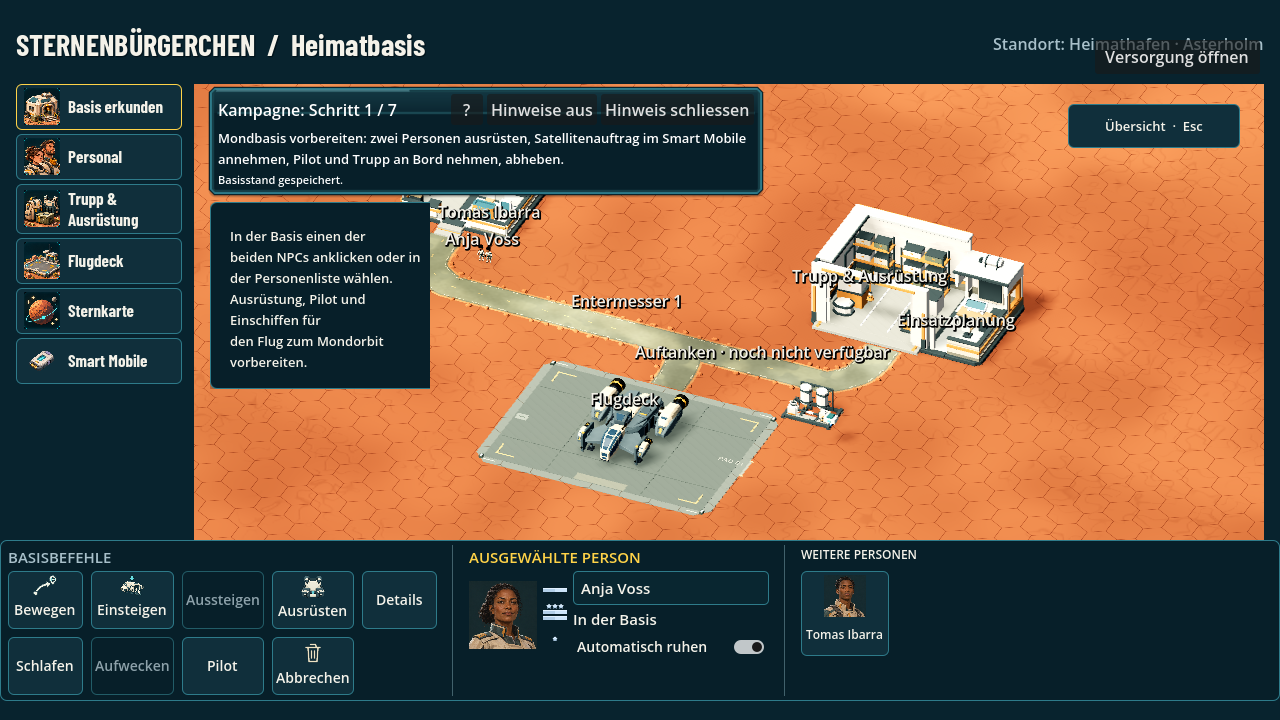 STERNENBÜRGERCHEN / Heimatbasis
Standort: Heimathafen · Asterholm
Versorgung öffnen
Basis erkunden
Personal
Trupp &
Ausrüstung
Flugdeck
Sternkarte
Smart Mobile
Kampagne: Schritt 1 / 7
?
Hinweise aus
Hinweis schliessen
Mondbasis vorbereiten: zwei Personen ausrüsten, Satellitenauftrag im Smart Mobile
annehmen, Pilot und Trupp an Bord nehmen, abheben.
Basisstand gespeichert.
Übersicht · Esc
In der Basis einen der
beiden NPCs anklicken oder in
der Personenliste wählen.
Ausrüstung, Pilot und
Einschiffen für
den Flug zum Mondorbit
vorbereiten.
Tomas Ibarra
Anja Voss
Entermesser 1
Trupp & Ausrüstung
Einsatzplanung
Auftanken · noch nicht verfügbar
Flugdeck
BASISBEFEHLE
Bewegen
Einsteigen
Aussteigen
Ausrüsten
Details
Schlafen
Aufwecken
Pilot
Abbrechen
AUSGEWÄHLTE PERSON
Anja Voss
In der Basis
Automatisch ruhen
WEITERE PERSONEN
Tomas Ibarra